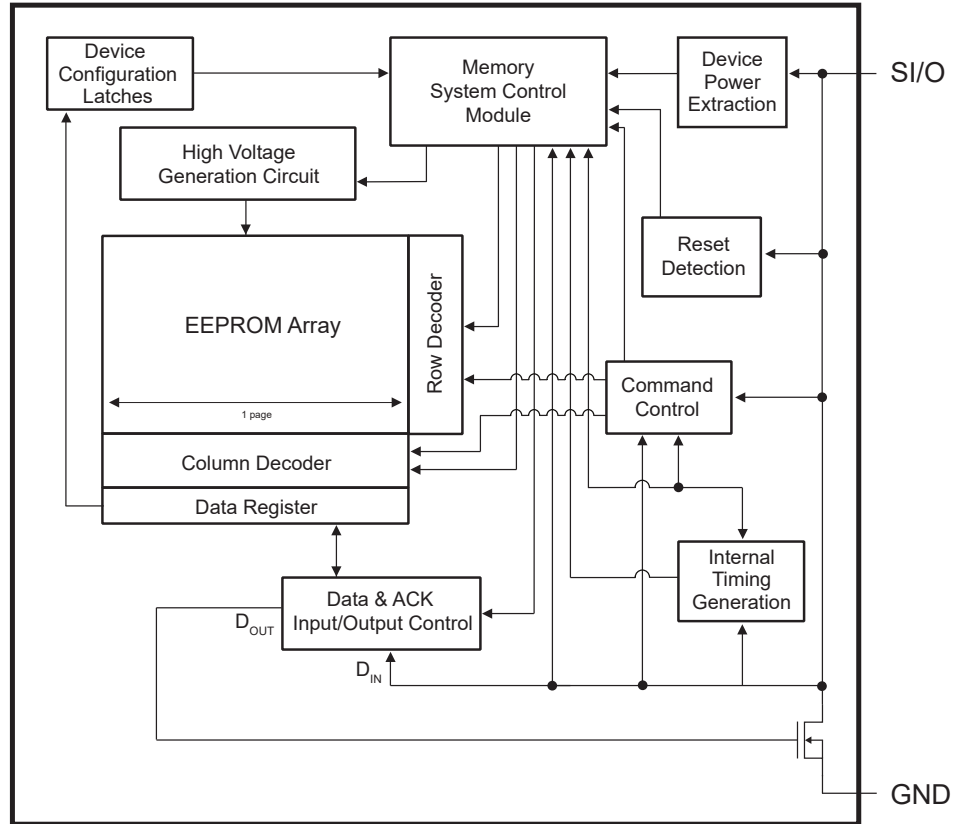 Device
Configuration
Latches
Memory
System Control
Module
Device
Power
Extraction
SI/O
High Voltage
Generation Circuit
Reset
Detection
EEPROM Array
Row Decoder
1 page
Command
Control
Column Decoder
Data Register
Internal
Timing
Generation
Data & ACK
Input/Output Control
DOUT
DIN
GND